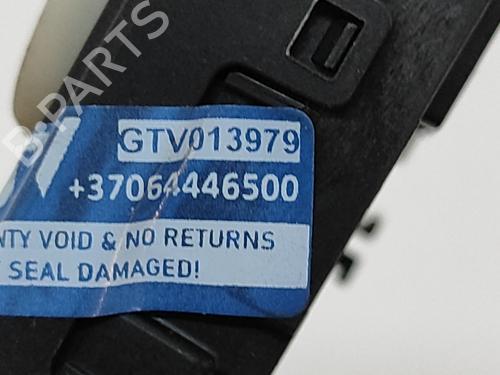 B-PARTS
GTV013979
+37064446500
NTY VOID & NO RETURNS
SEAL DAMAGED!